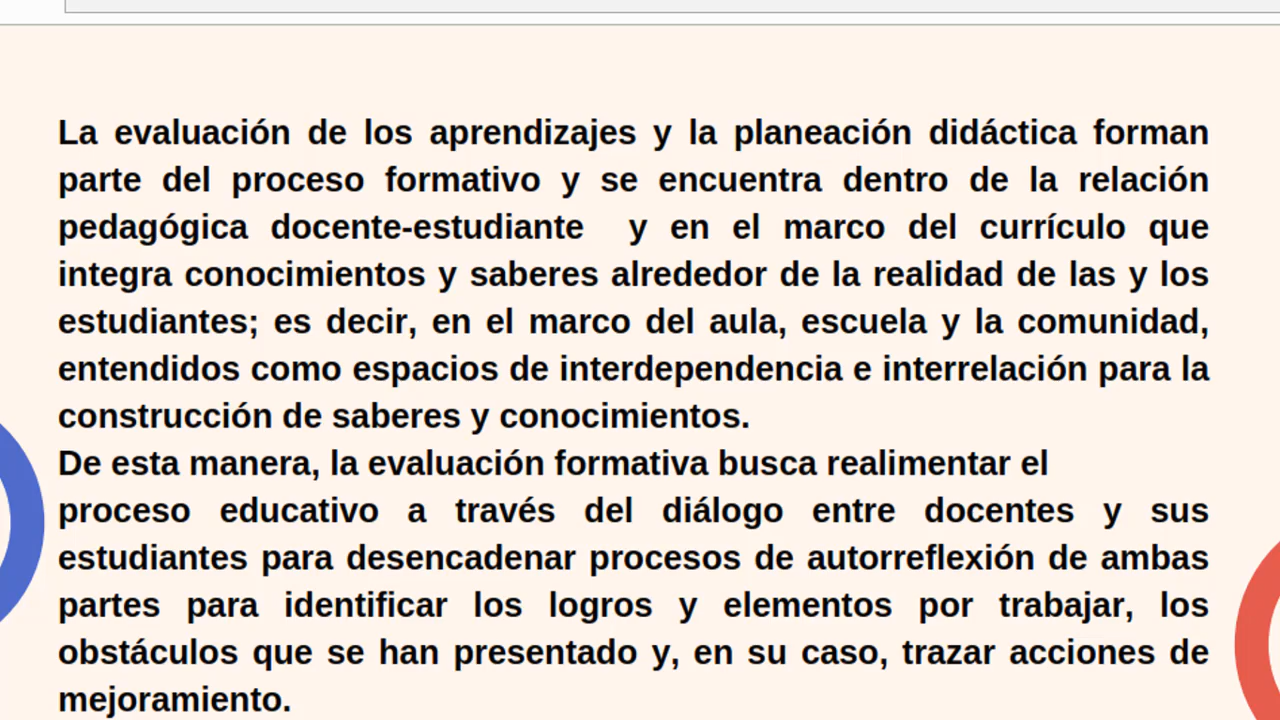 La evaluación de los aprendizajes y la planeación didáctica forman
parte del proceso formativo y se encuentra dentro de la relación
pedagógica docente-estudiante y en el marco del currículo que
integra conocimientos y saberes alrededor de la realidad de las y los
estudiantes; es decir, en el marco del aula, escuela y la comunidad,
entendidos como espacios de interdependencia e interrelación para la
construcción de saberes y conocimientos.
De esta manera, la evaluación formativa busca realimentar el
proceso educativo a través del diálogo entre docentes y sus
estudiantes para desencadenar procesos de autorreflexión de ambas
partes para identificar los logros y elementos por trabajar, los
obstáculos que se han presentado y, en su caso, trazar acciones de
mejoramiento.